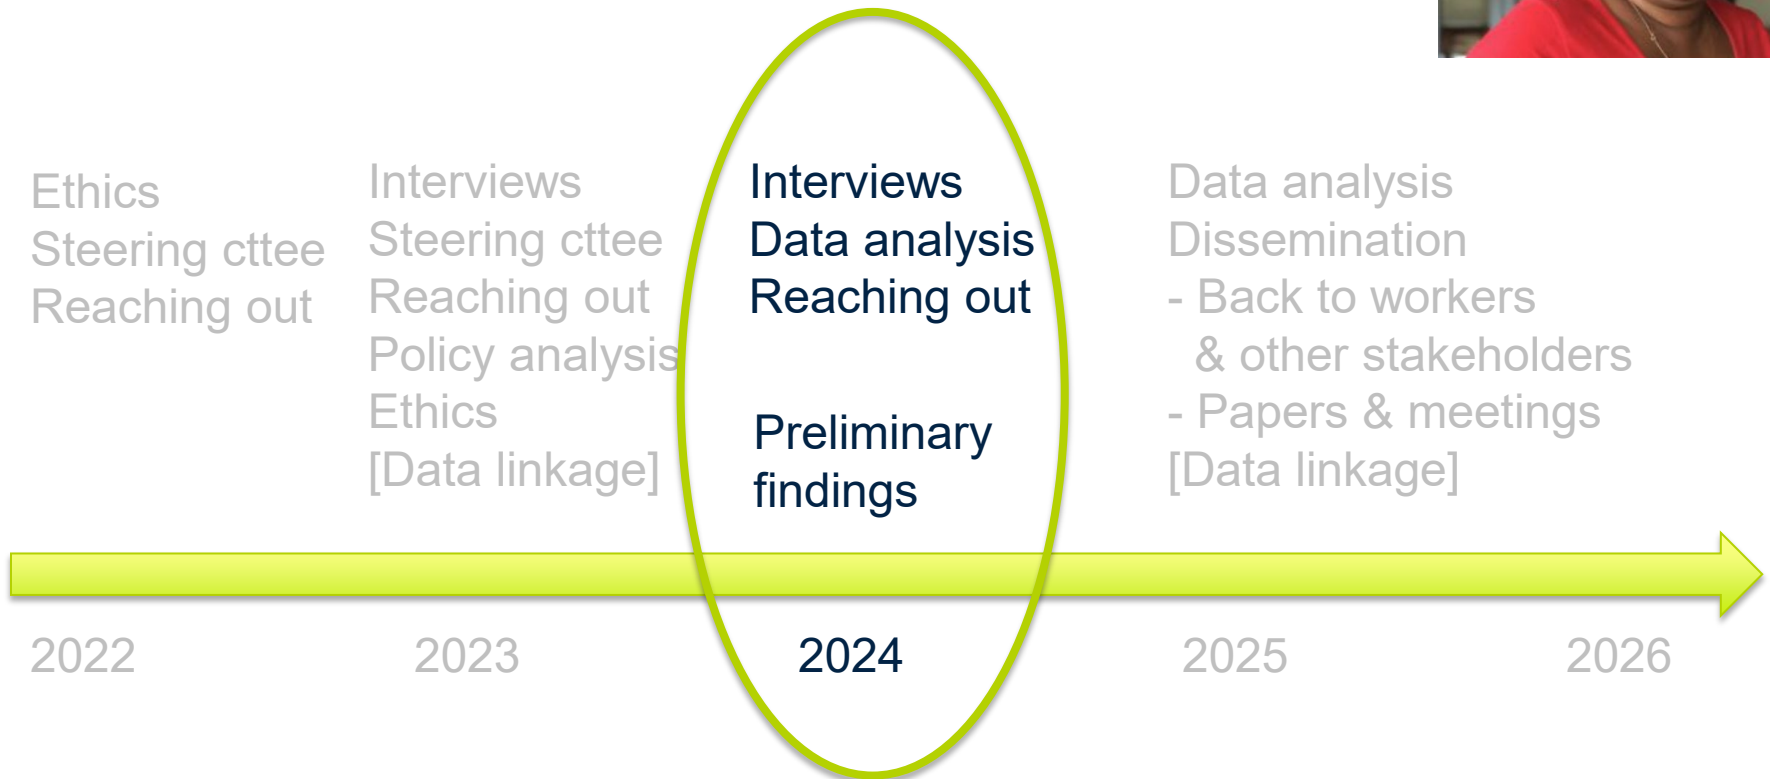 Ethics
Steering cttee
Reaching out
Interviews
Steering cttee
Reaching out
Policy analysis
Ethics
[Data linkage]
Interviews
Data analysis
Reaching out
Preliminary
findings
Data analysis
Dissemination
- Back to workers
& other stakeholders
- Papers & meetings
[Data linkage]
2022
2023
2024
2025
2026